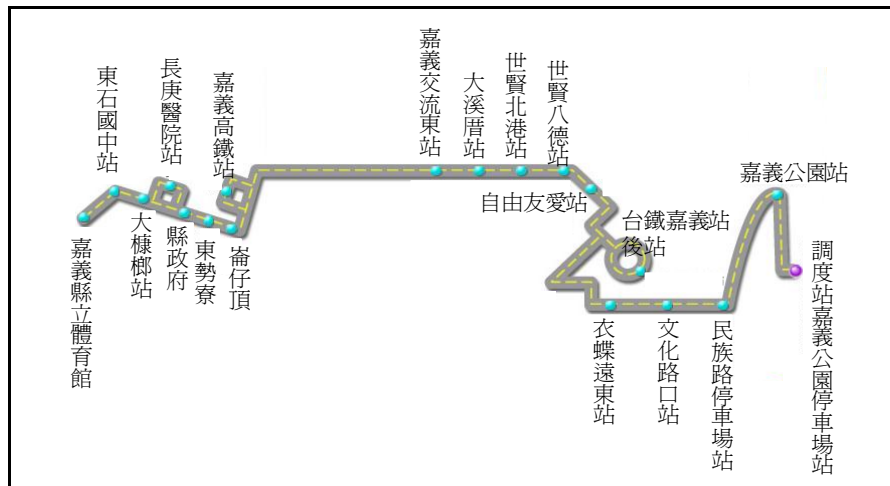 嘉義縣立體育館
東石國中站
大槺榔站
長庚醫院站
縣政府
東勢寮
崙仔頂
嘉義高鐵站
嘉義交流東站
大溪厝站
世賢北港站
世賢八德站
自由友愛站
台鐵嘉義站
後站
衣蝶遠東站
文化路口站
民族路停車場站
嘉義公園站
調度站嘉義公園停車場站